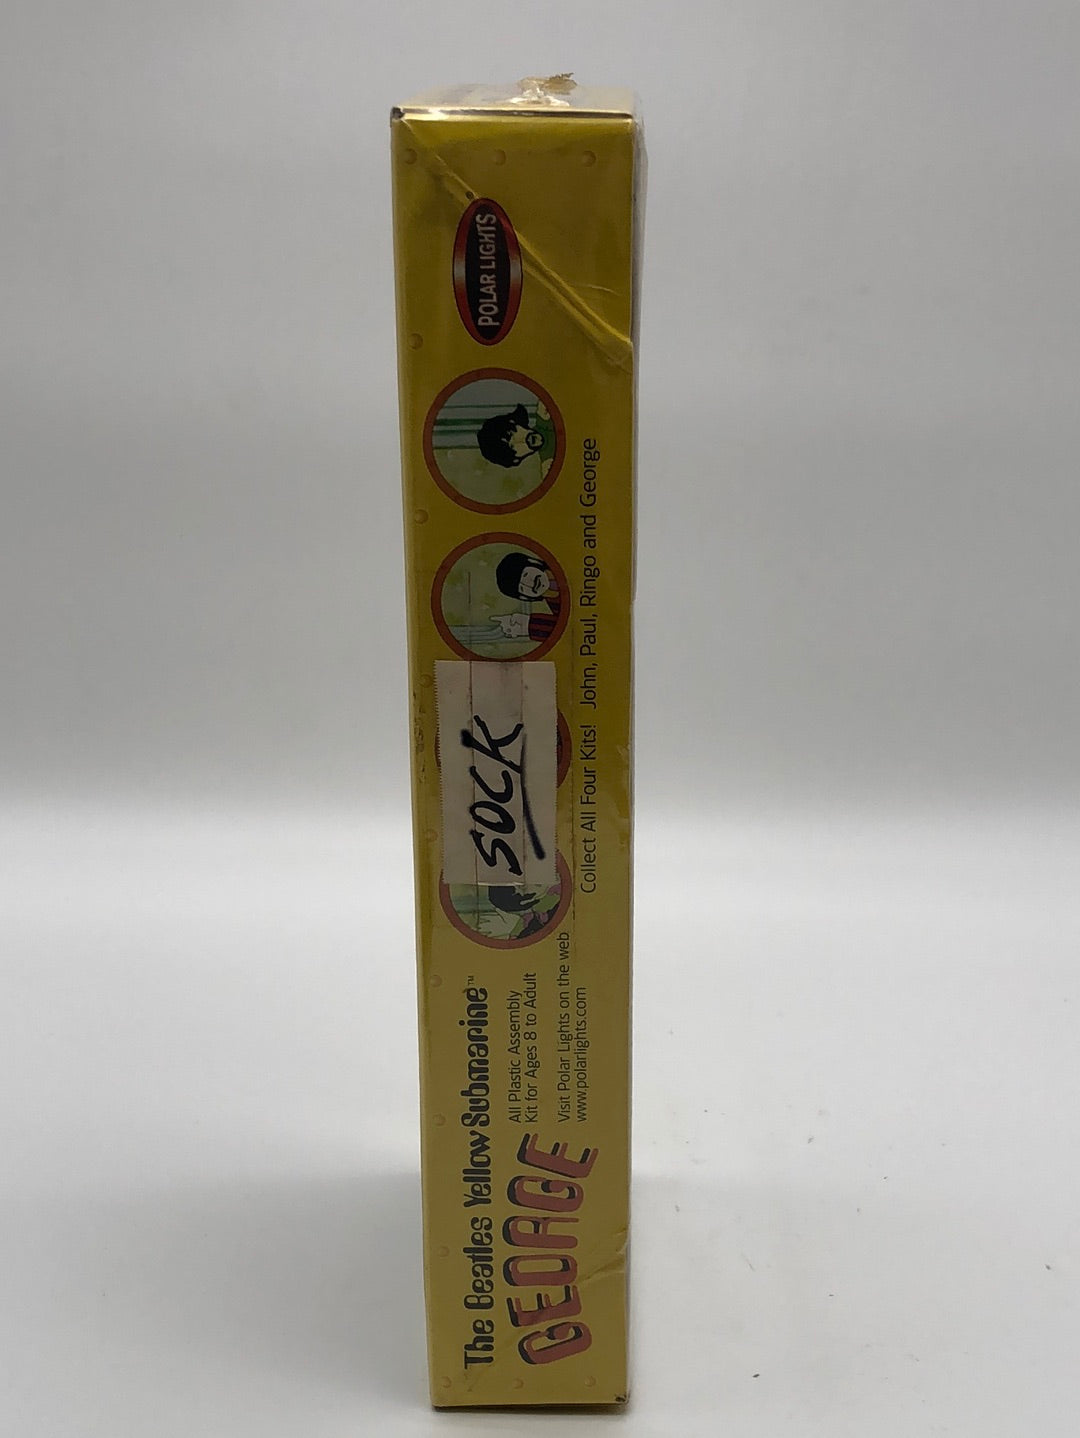 The Beatles Yellow Submarine™
GEORGE
All Plastic Assembly
Kit for Ages 8 to Adult
Visit Polar Lights on the web
www.polarlights.com
SOCK
Collect All Four Kits! John, Paul, Ringo and George
POLAR LIGHTS